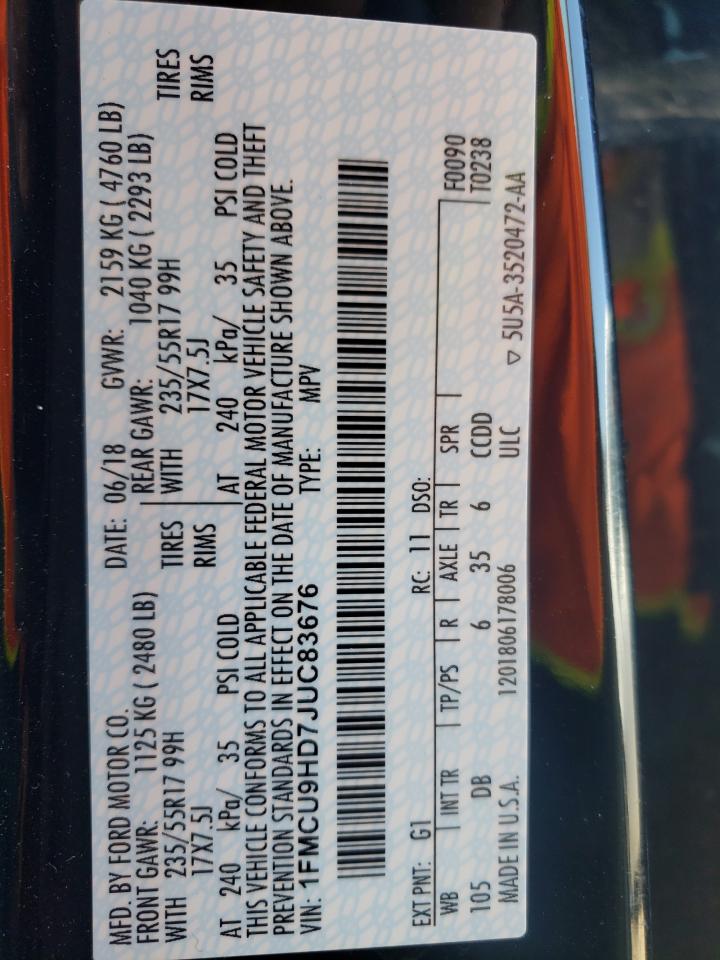 MFD. BY FORD MOTOR CO. DATE: 06/18 GVWR: 2159 KG ( 4760 LB)
FRONT GAWR: 1125 KG ( 2480 LB) REAR GAWR: 1040 KG ( 2293 LB)
WITH 235/55R17 99H TIRES WITH 235/55R17 99H TIRES
17X7.5J RIMS 17X7.5J RIMS
AT 240 kPa/ 35 PSI COLD AT 240 kPa/ 35 PSI COLD
THIS VEHICLE CONFORMS TO ALL APPLICABLE FEDERAL MOTOR VEHICLE SAFETY AND THEFT
PREVENTION STANDARDS IN EFFECT ON THE DATE OF MANUFACTURE SHOWN ABOVE.
VIN: 1FMCU9HD7JUC83676 TYPE: MPV
EXT PNT: G1 RC: 11 DSO:
WB INT TR TP/PS R AXLE TR SPR F0090
T0238
105 DB 6 35 6 CCDD
MADE IN U.S.A. 1201806178006 ULC ▽ 5U5A-3520472-AA